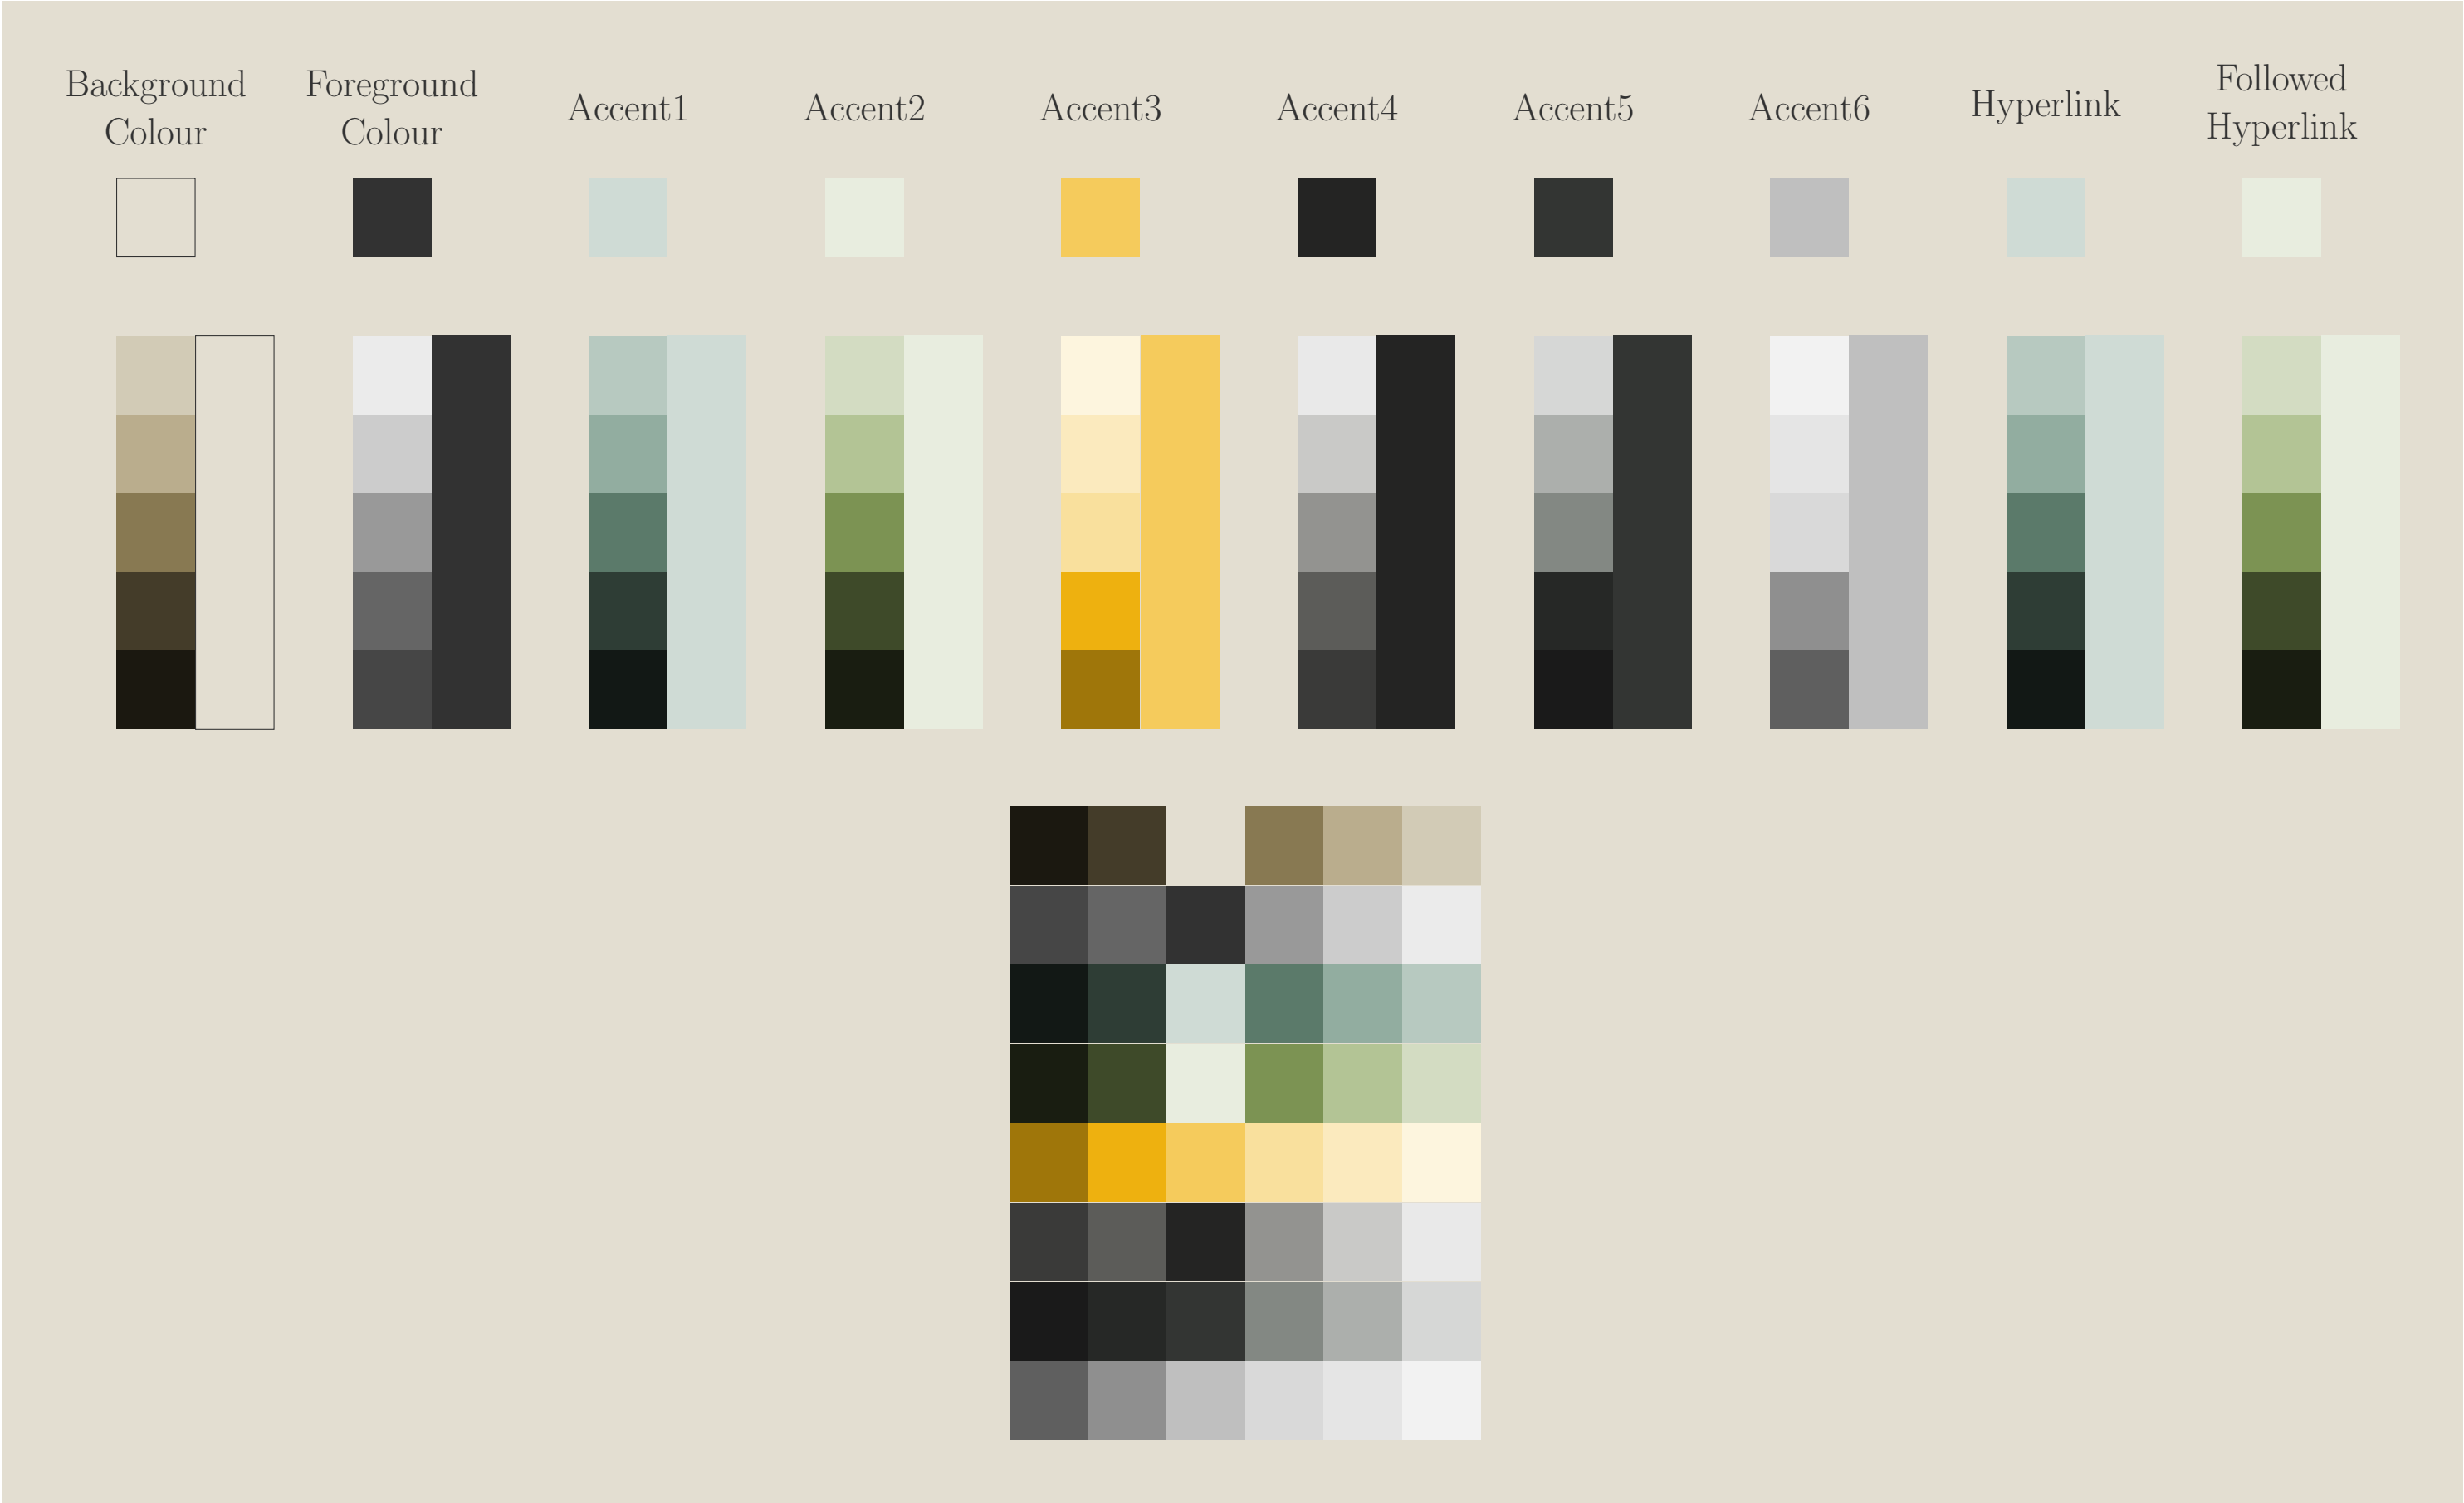 Background
Colour
Foreground
Colour
Accent1
Accent2
Accent3
Accent4
Accent5
Accent6
Hyperlink
Followed
Hyperlink